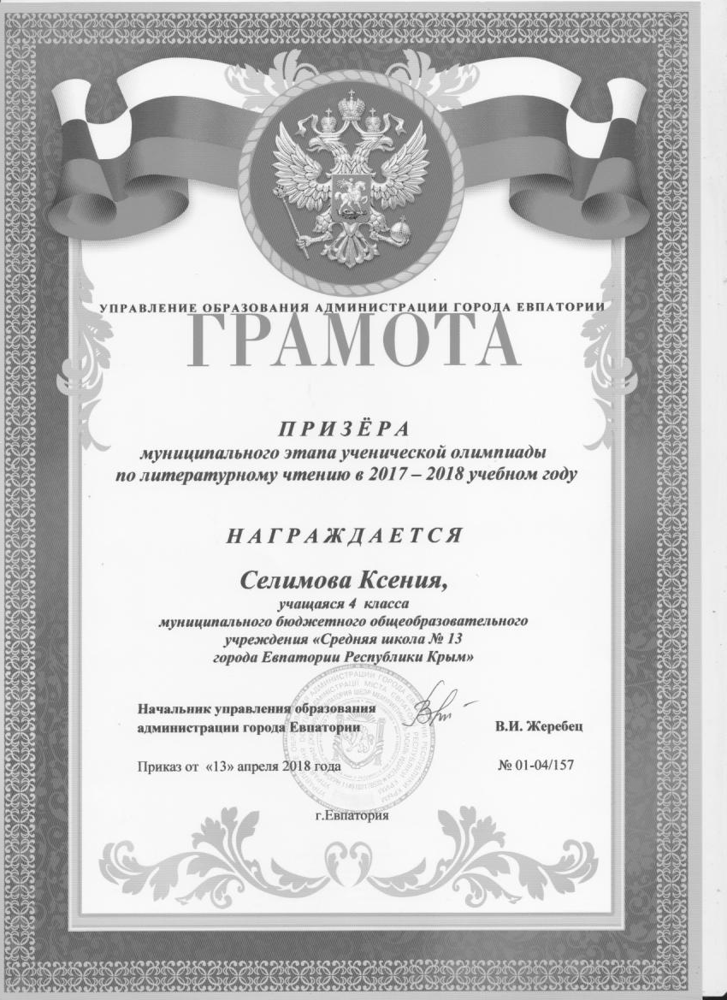 УПРАВЛЕНИЕ ОБРАЗОВАНИЯ АДМИНИСТРАЦИИ ГОРОДА ЕВПАТОРИИ
ГРАМОТА
ПРИЗЁРА
муниципального этапа ученической олимпиады
по литературному чтению в 2017 – 2018 учебном году
НАГРАЖДАЕТСЯ
Селимова Ксения,
учащаяся 4 класса
муниципального бюджетного общеобразовательного
учреждения «Средняя школа № 13
города Евпатории Республики Крым»
Начальник управления образования
администрации города Евпатории В.И. Жеребец
Приказ от «13» апреля 2018 года № 01-04/157
г.Евпатория